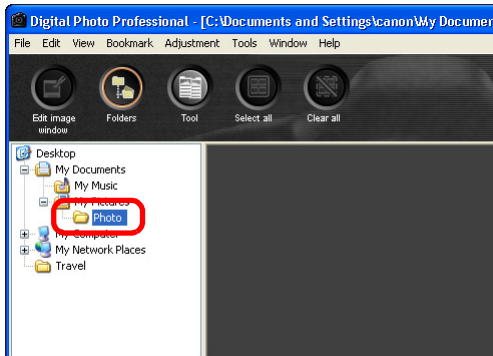 Digital Photo Professional - [C:\Documents and Settings\canon\My Documen
File Edit View Bookmark Adjustment Tools Window Help
Edit image window Folders Tool Select all Clear all
Desktop
My Documents
My Music
My Pictures
Photo
My Computer
My Network Places
Travel